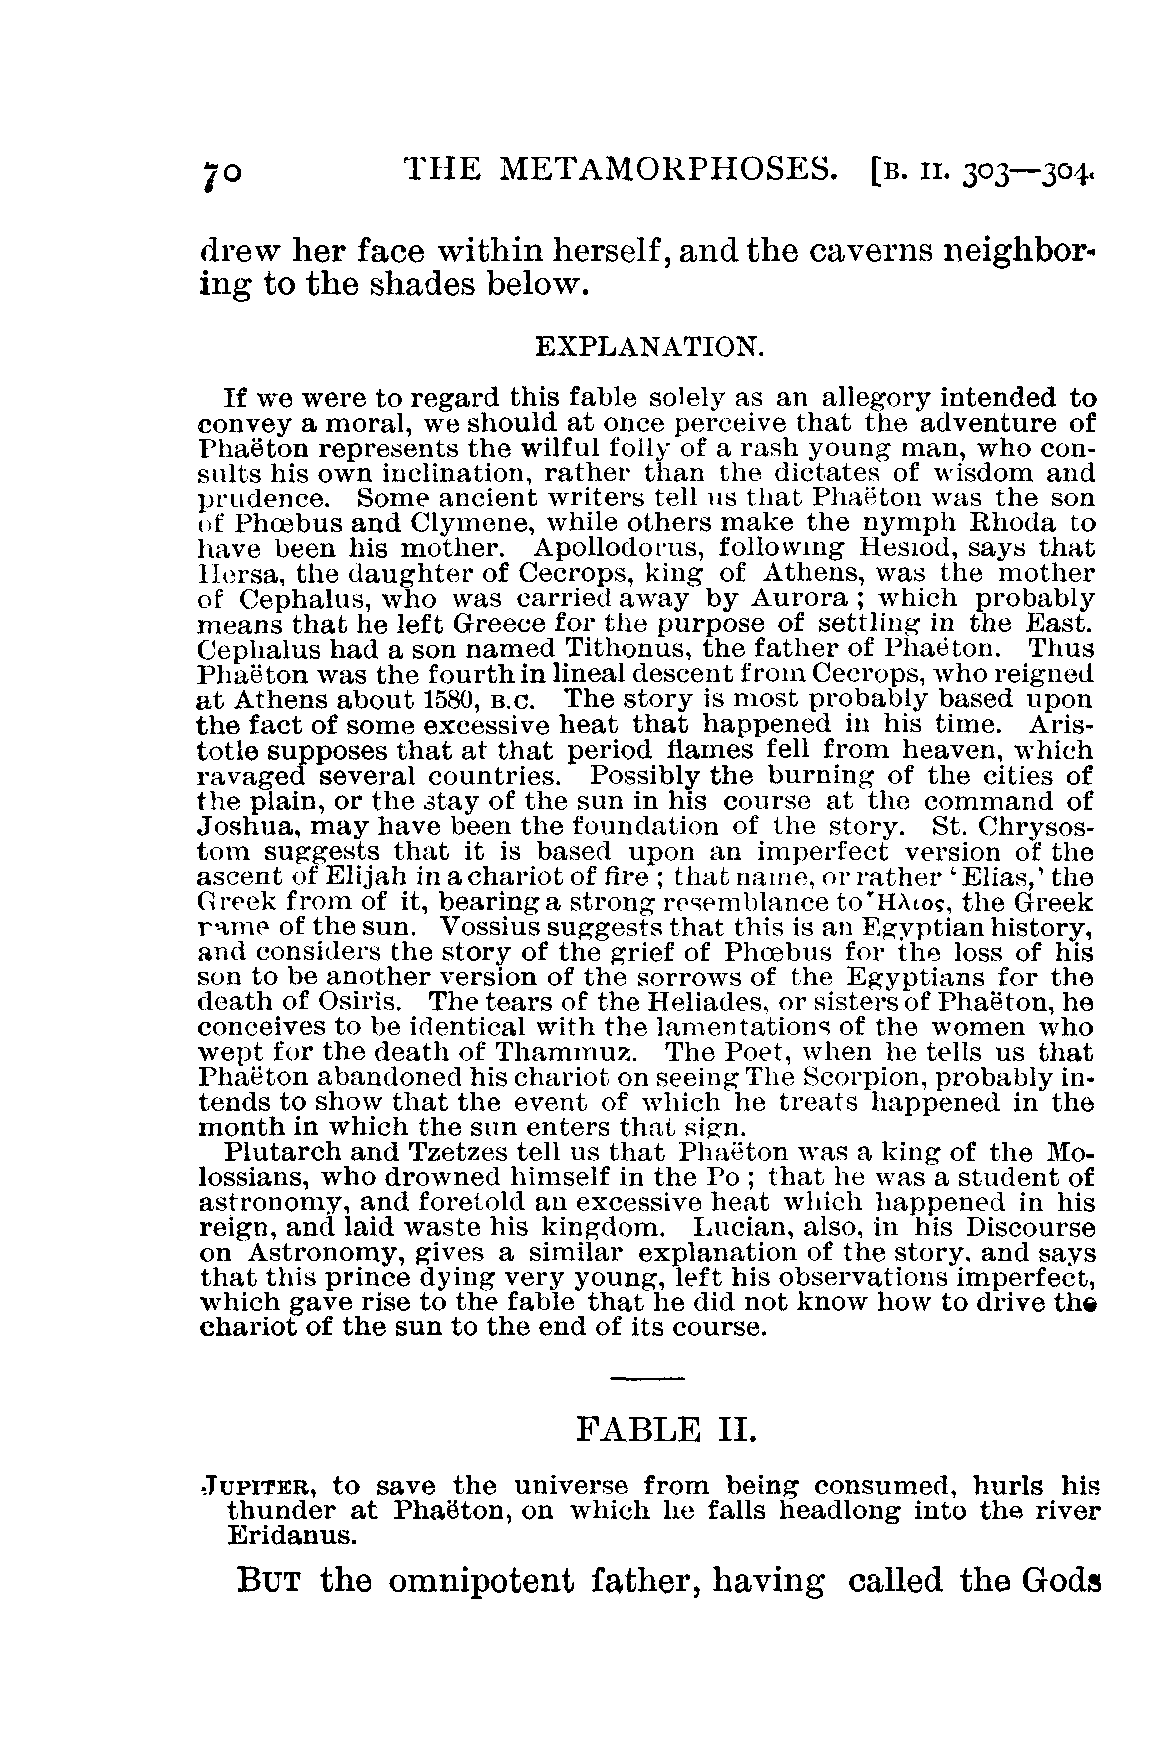 70 THE METAMORPHOSES. [B. II. 303—304.
drew her face within herself, and the caverns neighbor-
ing to the shades below.
EXPLANATION.
If we were to regard this fable solely as an allegory intended to
convey a moral, we should at once perceive that the adventure of
Phaëton represents the wilful folly of a rash young man, who con-
sults his own inclination, rather than the dictates of wisdom and
prudence. Some ancient writers tell us that Phaëton was the son
of Phœbus and Clymene, while others make the nymph Rhoda to
have been his mother. Apollodorus, following Hesiod, says that
Hersa, the daughter of Cecrops, king of Athens, was the mother
of Cephalus, who was carried away by Aurora ; which probably
means that he left Greece for the purpose of settling in the East.
Cephalus had a son named Tithonus, the father of Phaëton. Thus
Phaëton was the fourth in lineal descent from Cecrops, who reigned
at Athens about 1580, B.C. The story is most probably based upon
the fact of some excessive heat that happened in his time. Aris-
totle supposes that at that period flames fell from heaven, which
ravaged several countries. Possibly the burning of the cities of
the plain, or the stay of the sun in his course at the command of
Joshua, may have been the foundation of the story. St. Chrysos-
tom suggests that it is based upon an imperfect version of the
ascent of Elijah in a chariot of fire ; that name, or rather ‘Elias,’ the
Greek from of it, bearing a strong resemblance to Ἥλιος, the Greek
name of the sun. Vossius suggests that this is an Egyptian history,
and considers the story of the grief of Phœbus for the loss of his
son to be another version of the sorrows of the Egyptians for the
death of Osiris. The tears of the Heliades, or sisters of Phaëton, he
conceives to be identical with the lamentations of the women who
wept for the death of Thammuz. The Poet, when he tells us that
Phaëton abandoned his chariot on seeing The Scorpion, probably in-
tends to show that the event of which he treats happened in the
month in which the sun enters that sign.
Plutarch and Tzetzes tell us that Phaëton was a king of the Mo-
lossians, who drowned himself in the Po ; that he was a student of
astronomy, and foretold an excessive heat which happened in his
reign, and laid waste his kingdom. Lucian, also, in his Discourse
on Astronomy, gives a similar explanation of the story, and says
that this prince dying very young, left his observations imperfect,
which gave rise to the fable that he did not know how to drive the
chariot of the sun to the end of its course.
FABLE II.
JUPITER, to save the universe from being consumed, hurls his
thunder at Phaëton, on which he falls headlong into the river
Eridanus.
BUT the omnipotent father, having called the Gods